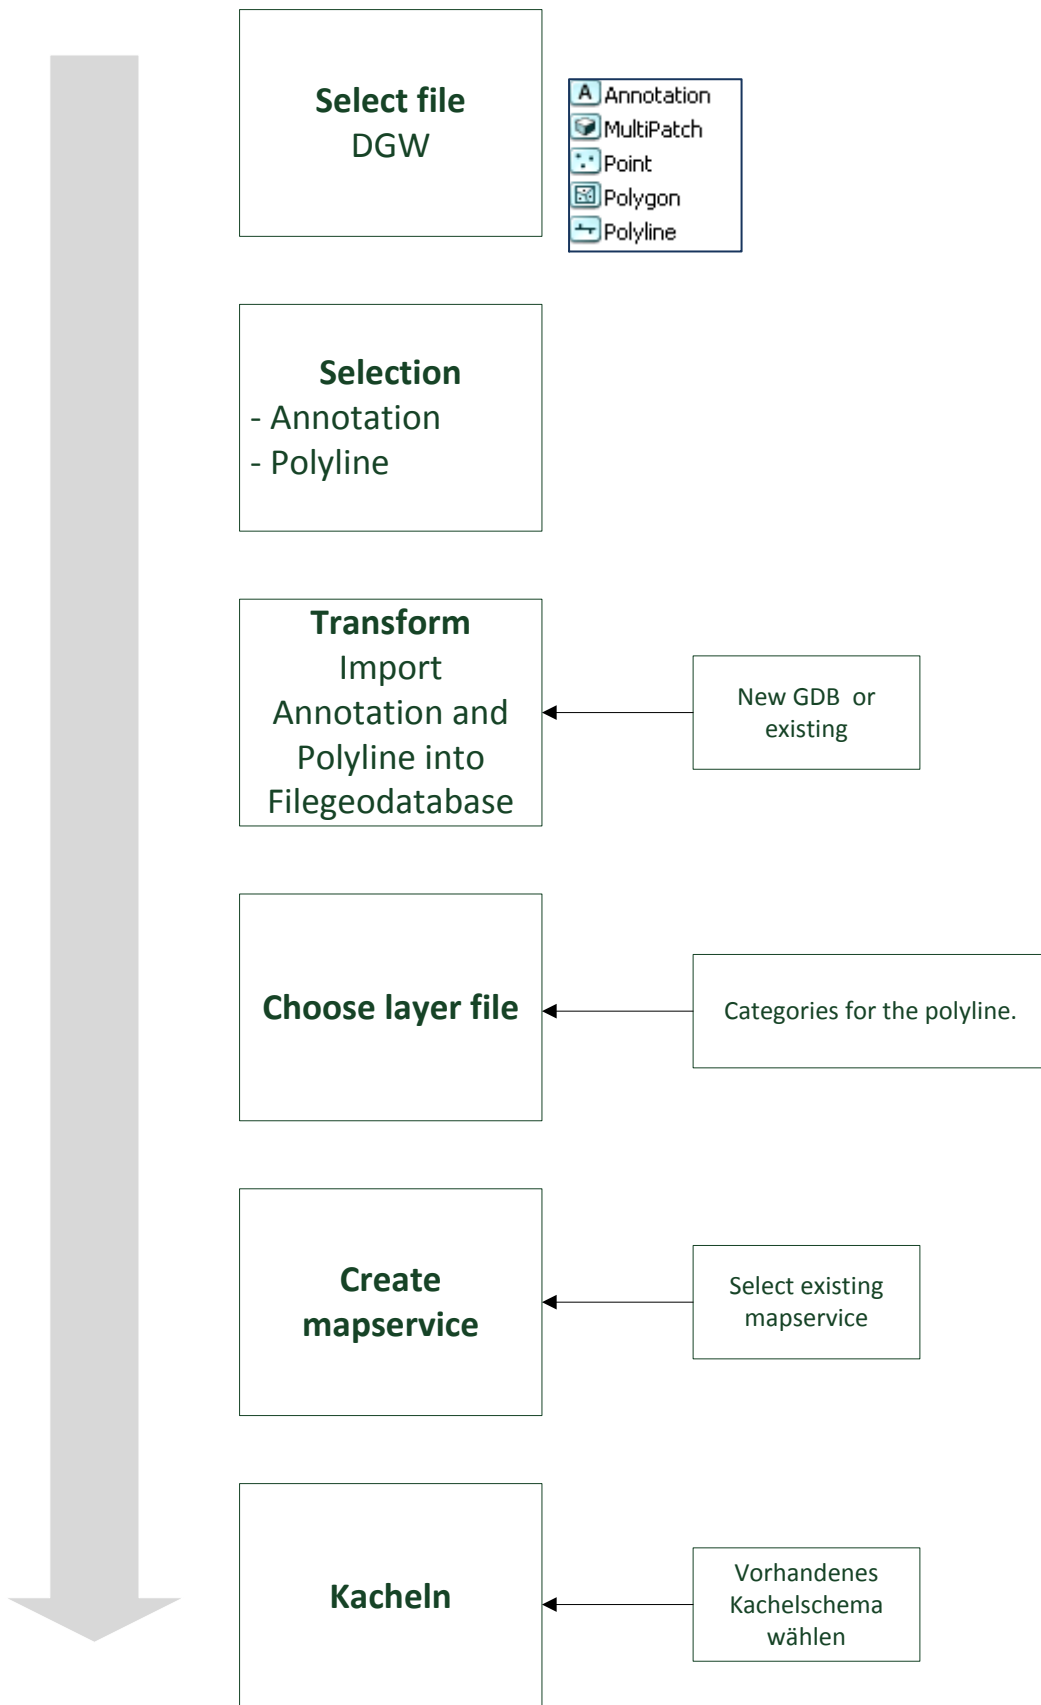 Select file
DGW
Annotation
MultiPatch
Point
Polygon
Polyline
Selection
- Annotation
- Polyline
Transform
Import
Annotation and
Polyline into
Filegeodatabase
New GDB or
existing
Choose layer file
Categories for the polyline.
Create
mapservice
Select existing
mapservice
Kacheln
Vorhandenes
Kachelschema
wählen